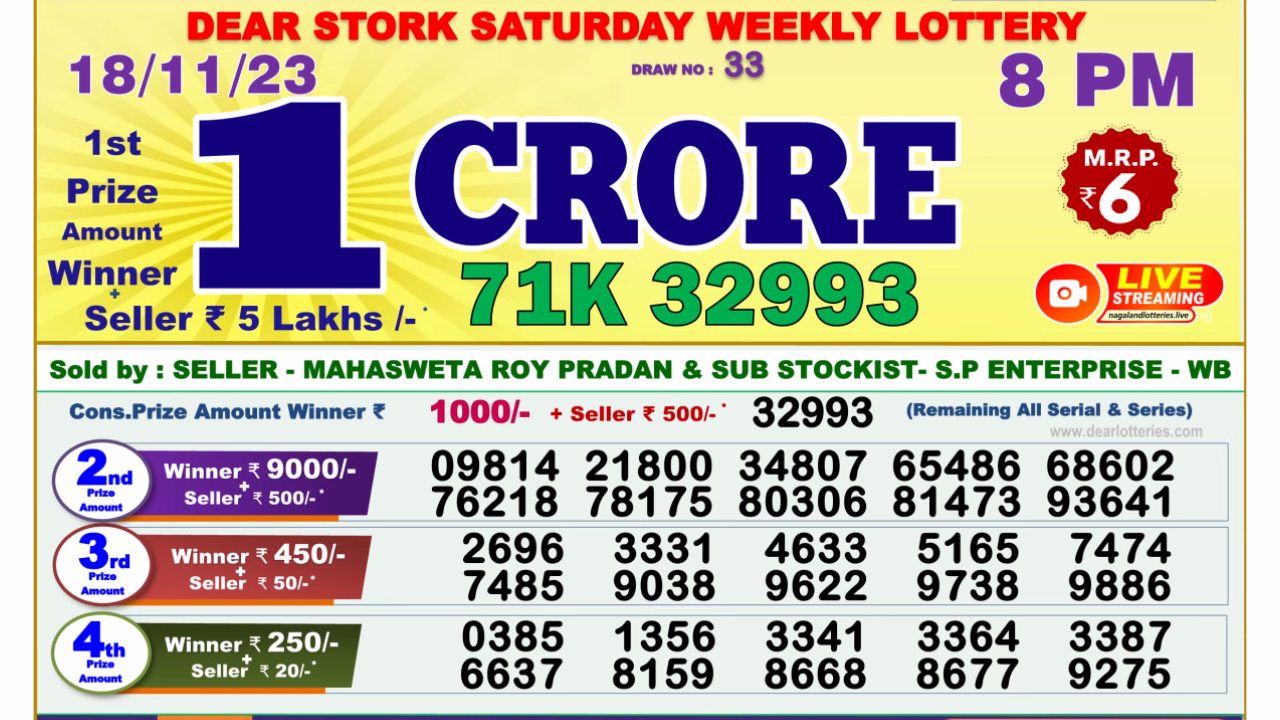 DEAR STORK SATURDAY WEEKLY LOTTERY
18/11/23
DRAW NO : 33
8 PM
1st
Prize
Amount
Winner
+
Seller ₹ 5 Lakhs /-*
1 CRORE
71K 32993
M.R.P.
₹6
LIVE
STREAMING
nagalandlotteries.live
Sold by : SELLER - MAHASWETA ROY PRADAN & SUB STOCKIST- S.P ENTERPRISE - WB
Cons.Prize Amount Winner ₹ 1000/- + Seller ₹ 500/-* 32993 (Remaining All Serial & Series)
www.dearlotteries.com
2nd
Prize
Amount
Winner ₹ 9000/-
+
Seller ₹ 500/-*
09814 21800 34807 65486 68602
76218 78175 80306 81473 93641
3rd
Prize
Amount
Winner ₹ 450/-
+
Seller ₹ 50/-*
2696 3331 4633 5165 7474
7485 9038 9622 9738 9886
4th
Prize
Amount
Winner ₹ 250/-
+
Seller ₹ 20/-*
0385 1356 3341 3364 3387
6637 8159 8668 8677 9275